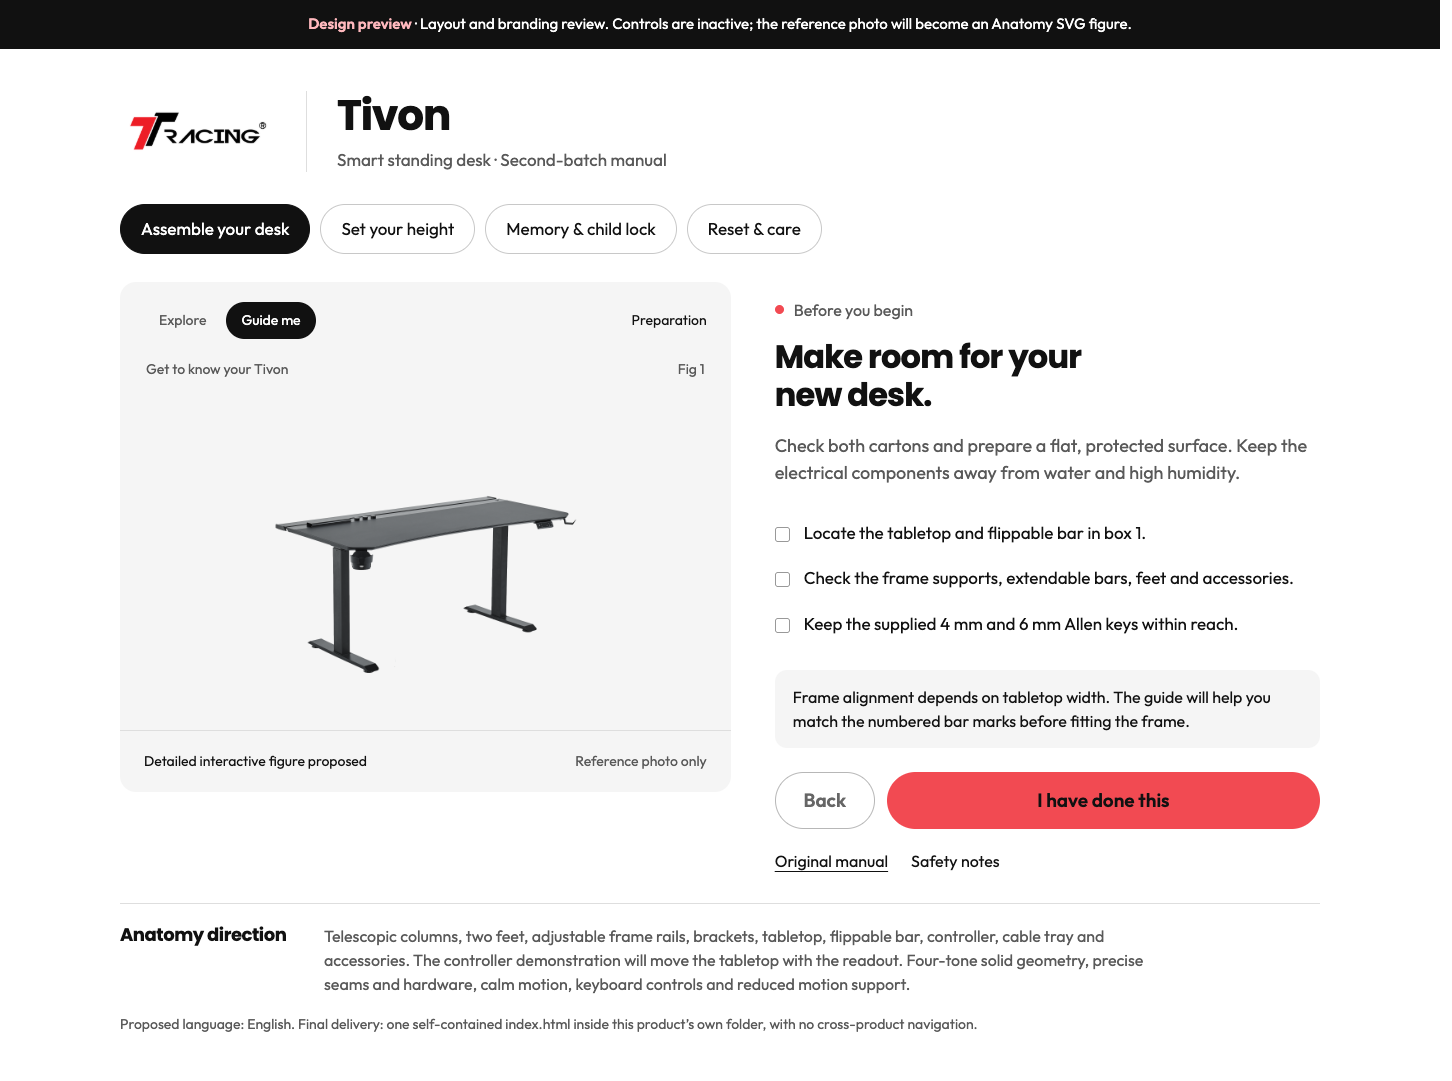 Design preview · Layout and branding review. Controls are inactive; the reference photo will become an Anatomy SVG figure.
TTRACING®
Tivon
Smart standing desk · Second-batch manual
Assemble your desk
Set your height
Memory & child lock
Reset & care
Explore
Guide me
Preparation
Get to know your Tivon
Fig 1
Detailed interactive figure proposed
Reference photo only
Before you begin
Make room for your
new desk.
Check both cartons and prepare a flat, protected surface. Keep the
electrical components away from water and high humidity.
Locate the tabletop and flippable bar in box 1.
Check the frame supports, extendable bars, feet and accessories.
Keep the supplied 4 mm and 6 mm Allen keys within reach.
Frame alignment depends on tabletop width. The guide will help you
match the numbered bar marks before fitting the frame.
Back
I have done this
Original manual
Safety notes
Anatomy direction
Telescopic columns, two feet, adjustable frame rails, brackets, tabletop, flippable bar, controller, cable tray and
accessories. The controller demonstration will move the tabletop with the readout. Four-tone solid geometry, precise
seams and hardware, calm motion, keyboard controls and reduced motion support.
Proposed language: English. Final delivery: one self-contained index.html inside this product’s own folder, with no cross-product navigation.